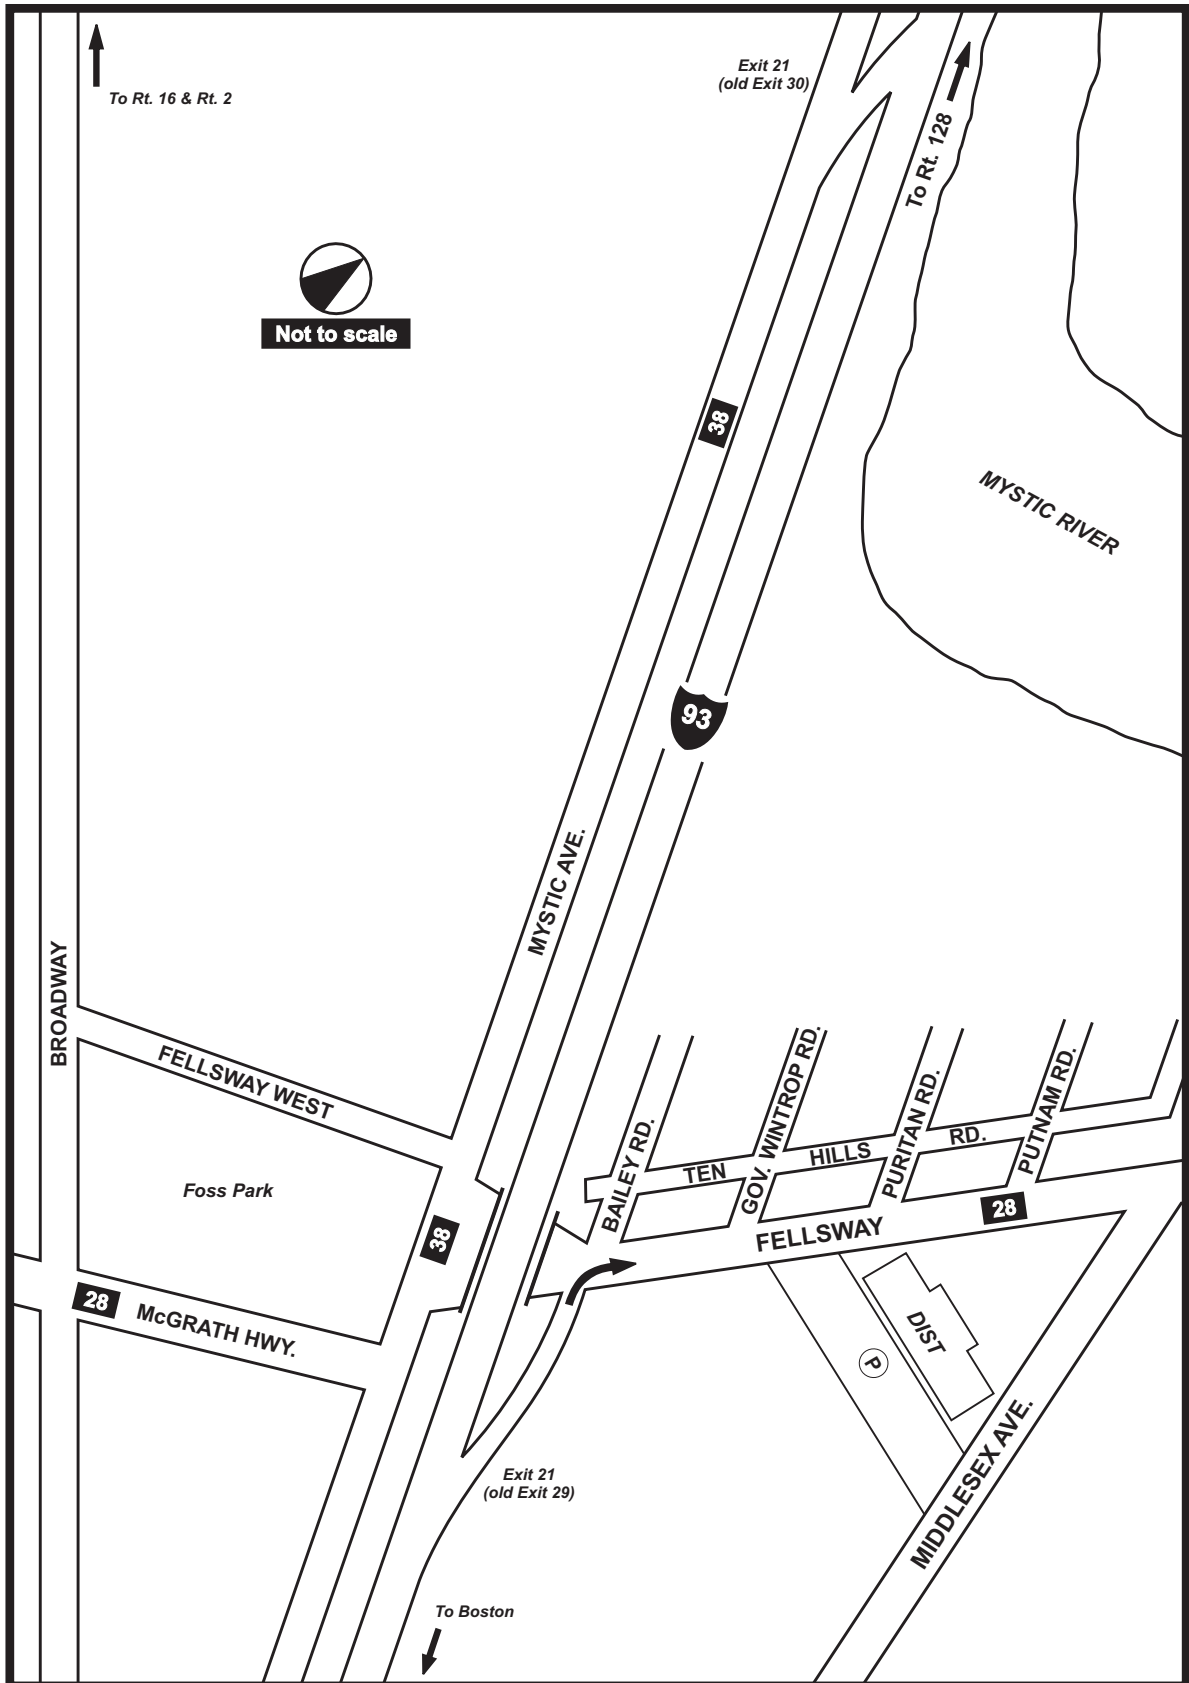 To Rt. 16 & Rt. 2
Exit 21
(old Exit 30)
To Rt. 128
Not to scale
38
MYSTIC RIVER
93
MYSTIC AVE.
BROADWAY
FELLSWAY WEST
BAILEY RD.
GOV. WINTROP RD.
PURITAN RD.
PUTNAM RD.
TEN HILLS RD.
Foss Park
38
28
FELLSWAY
28
McGRATH HWY.
DIST
P
MIDDLESEX AVE.
Exit 21
(old Exit 29)
To Boston